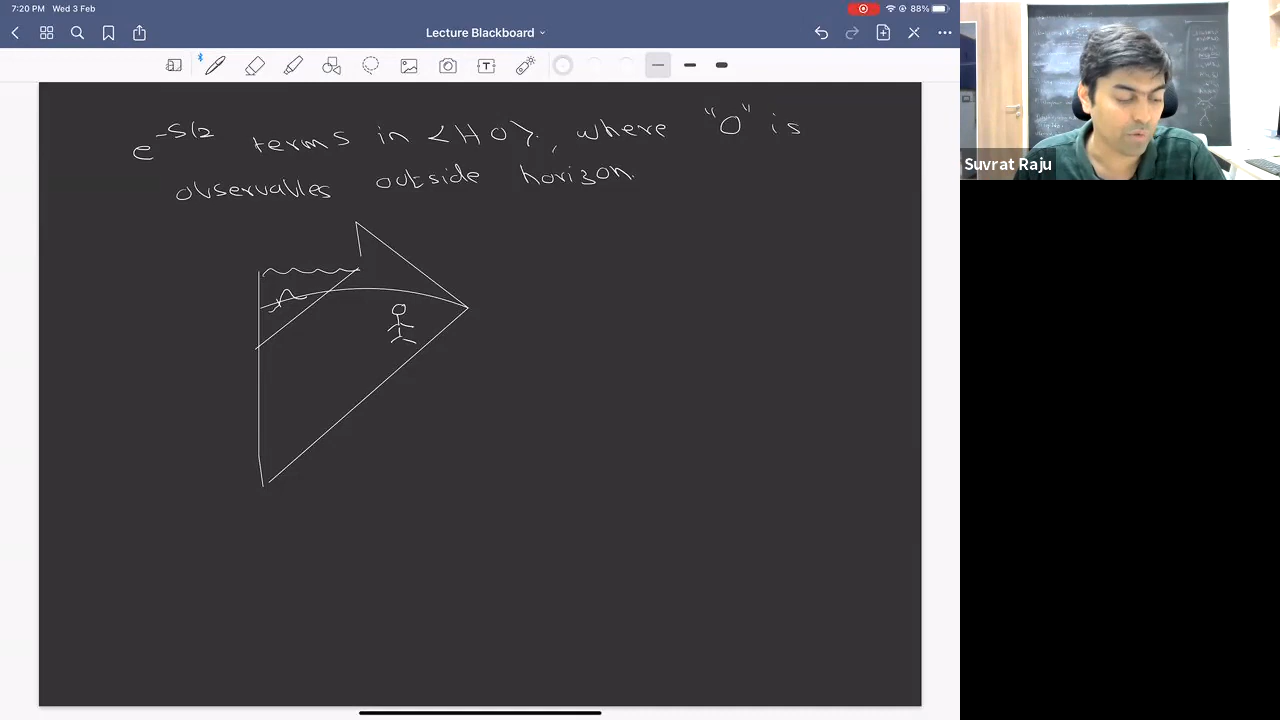 7:20 PM Wed 3 Feb
88%
Lecture Blackboard
e^{-S/2} terms in <H O>, where "O" is
observables outside horizon.
Suvrat Raju